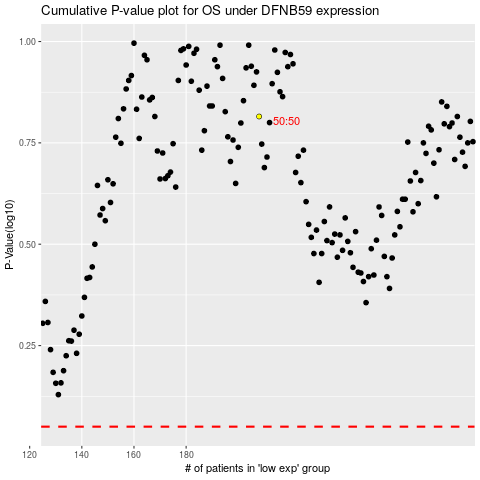 Cumulative P-value plot for OS under DFNB59 expression
1.00
0.75
0.50
0.25
P-Value(log10)
50:50
120 140 160 180
# of patients in 'low exp' group